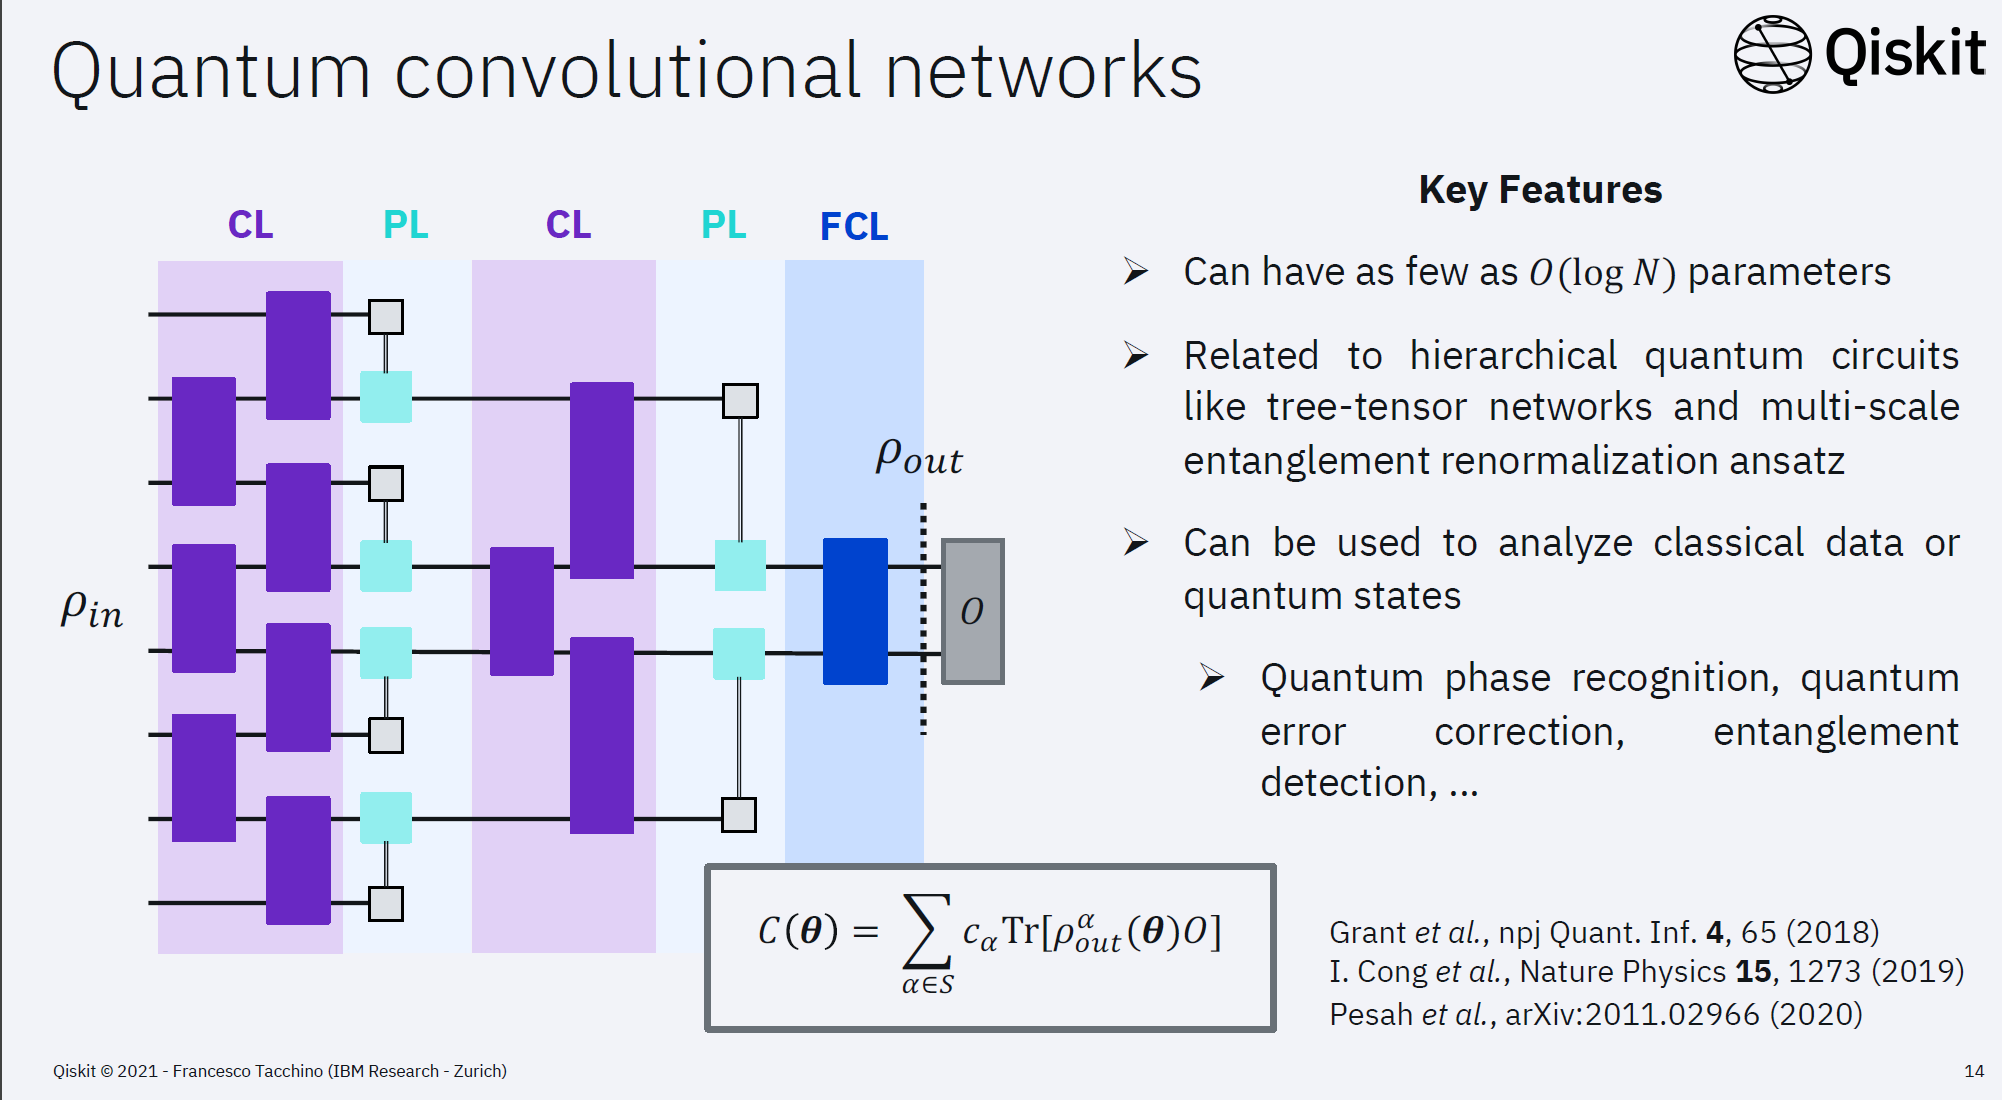 Quantum convolutional networks
Qiskit
CL PL CL PL FCL
ρ_in
ρ_out
O
C(θ) = ∑_{α∈S} c_α Tr[ρ^α_out(θ)O]
Key Features
➢ Can have as few as O(log N) parameters
➢ Related to hierarchical quantum circuits
like tree-tensor networks and multi-scale
entanglement renormalization ansatz
➢ Can be used to analyze classical data or
quantum states
➢ Quantum phase recognition, quantum
error correction, entanglement
detection, ...
Grant et al., npj Quant. Inf. 4, 65 (2018)
I. Cong et al., Nature Physics 15, 1273 (2019)
Pesah et al., arXiv:2011.02966 (2020)
Qiskit © 2021 - Francesco Tacchino (IBM Research - Zurich)
14